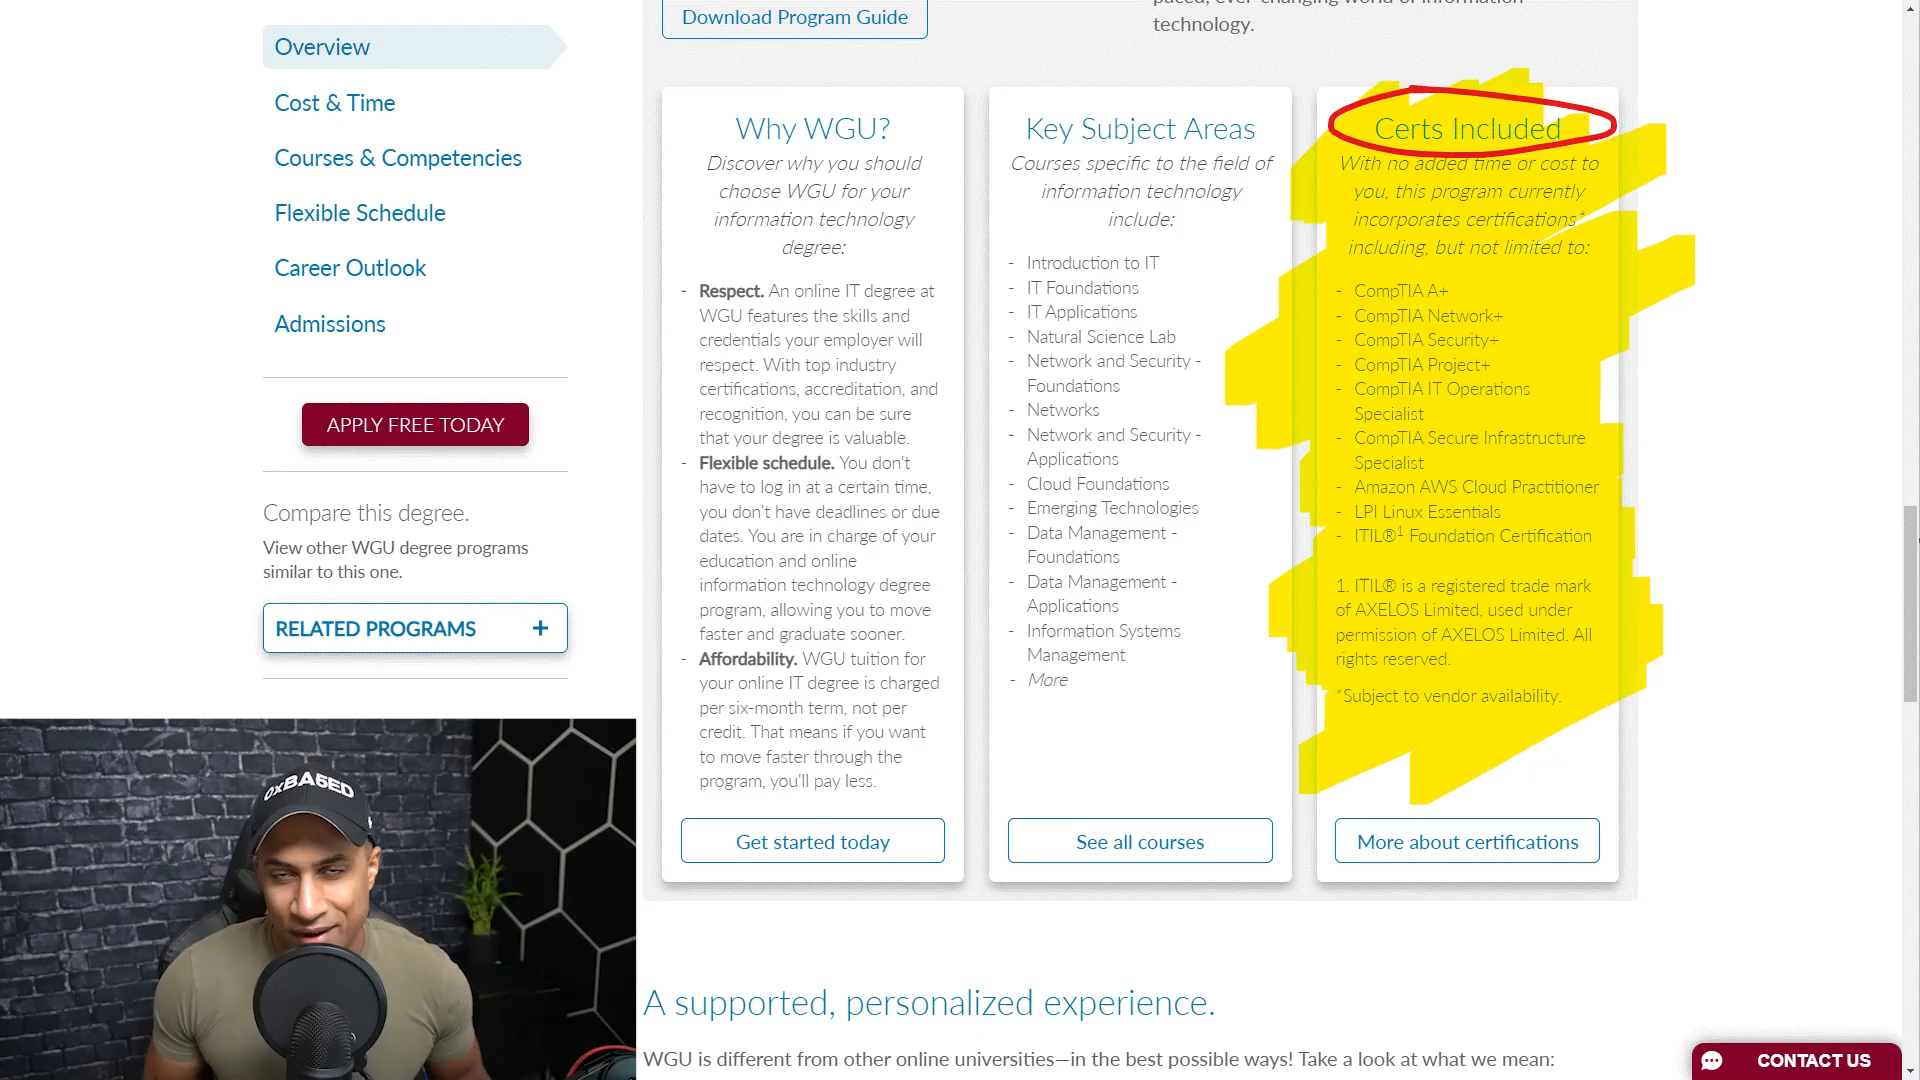 Download Program Guide
technology.
Overview
Cost & Time
Courses & Competencies
Flexible Schedule
Career Outlook
Admissions
APPLY FREE TODAY
Compare this degree.
View other WGU degree programs
similar to this one.
RELATED PROGRAMS +
Why WGU?
Discover why you should
choose WGU for your
information technology
degree:
- Respect. An online IT degree at
WGU features the skills and
credentials your employer will
respect. With top industry
certifications, accreditation, and
recognition, you can be sure
that your degree is valuable.
- Flexible schedule. You don't
have to log in at a certain time,
you don't have deadlines or due
dates. You are in charge of your
education and online
information technology degree
program, allowing you to move
faster and graduate sooner.
- Affordability. WGU tuition for
your online IT degree is charged
per six-month term, not per
credit. That means if you want
to move faster through the
program, you'll pay less.
Get started today
Key Subject Areas
Courses specific to the field of
information technology
include:
- Introduction to IT
- IT Foundations
- IT Applications
- Natural Science Lab
- Network and Security -
Foundations
- Networks
- Network and Security -
Applications
- Cloud Foundations
- Emerging Technologies
- Data Management -
Foundations
- Data Management -
Applications
- Information Systems
Management
- More
See all courses
Certs Included
With no added time or cost to
you, this program currently
incorporates certifications*
including, but not limited to:
- CompTIA A+
- CompTIA Network+
- CompTIA Security+
- CompTIA Project+
- CompTIA IT Operations
Specialist
- CompTIA Secure Infrastructure
Specialist
- Amazon AWS Cloud Practitioner
- LPI Linux Essentials
- ITIL®1 Foundation Certification
1. ITIL® is a registered trade mark
of AXELOS Limited, used under
permission of AXELOS Limited. All
rights reserved.
*Subject to vendor availability.
More about certifications
0xBA5ED
A supported, personalized experience.
WGU is different from other online universities—in the best possible ways! Take a look at what we mean:
CONTACT US